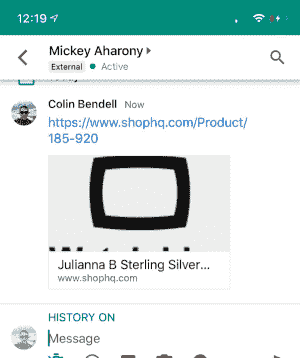 12:19
Mickey Aharony
External Active
Colin Bendell Now
https://www.shophq.com/Product/
185-920
Julianna B Sterling Silver...
www.shophq.com
HISTORY ON
Message